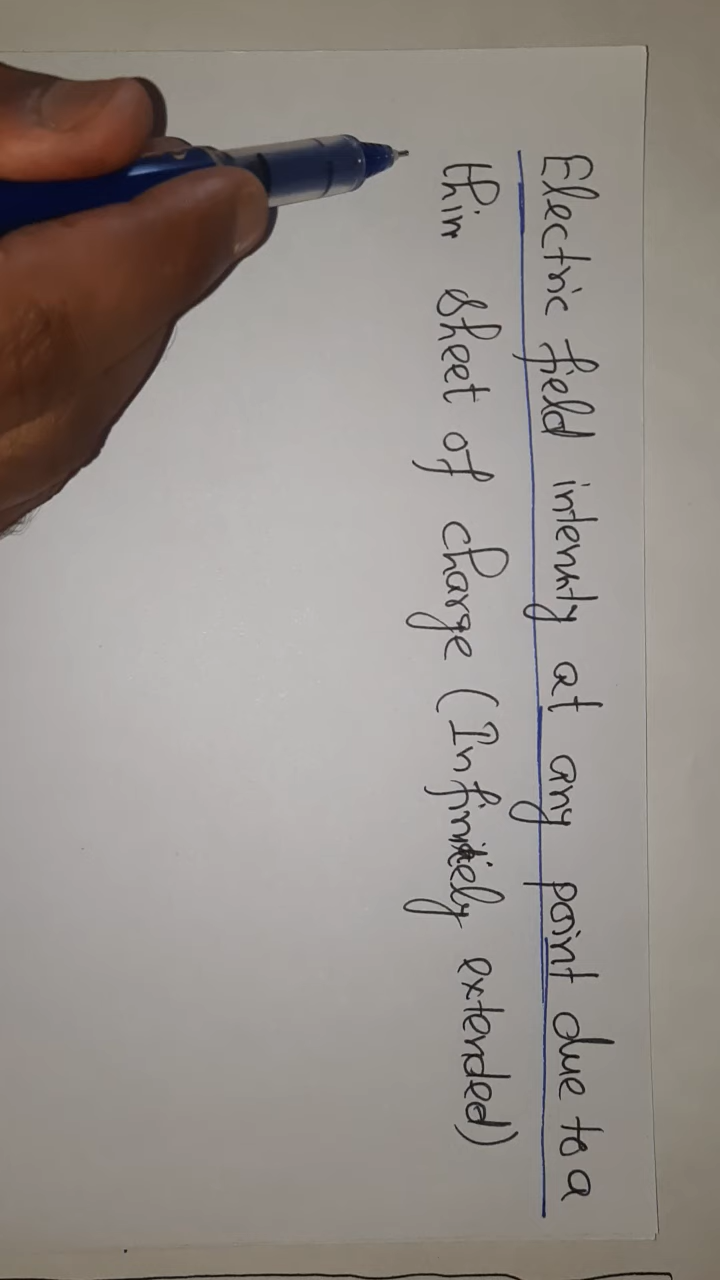 Electric field intensity at any point due to a
thin sheet of charge (Infinitely extended)